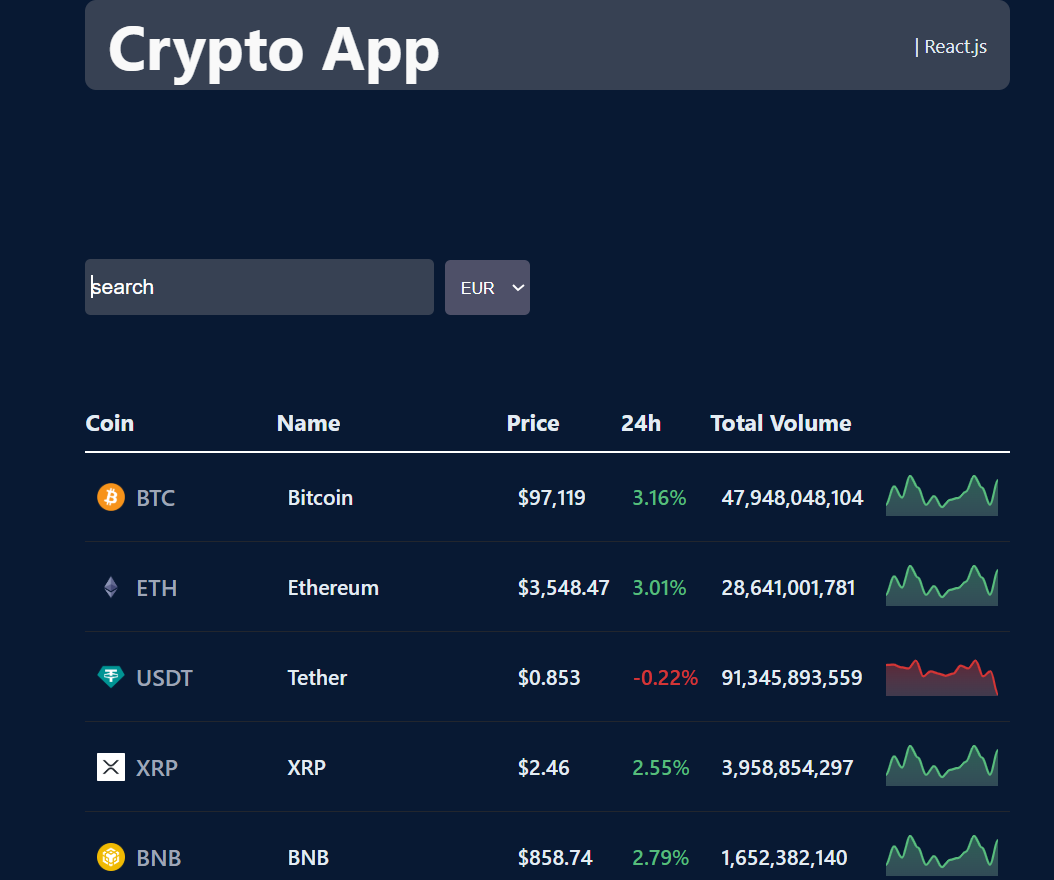 Crypto App
| React.js
search
EUR
Coin Name Price 24h Total Volume
BTC Bitcoin $97,119 3.16% 47,948,048,104
ETH Ethereum $3,548.47 3.01% 28,641,001,781
USDT Tether $0.853 -0.22% 91,345,893,559
XRP XRP $2.46 2.55% 3,958,854,297
BNB BNB $858.74 2.79% 1,652,382,140